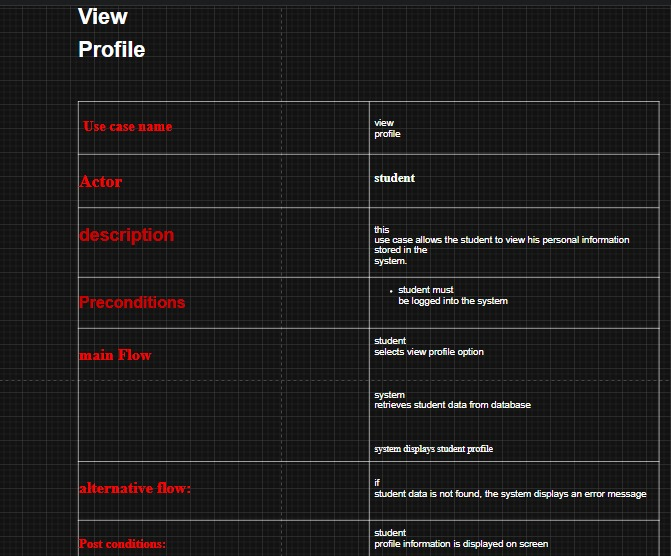 View
Profile
Use case name
view
profile
Actor
student
description
this
use case allows the student to view his personal information
stored in the
system.
Preconditions
• student must
be logged into the system
main Flow
student
selects view profile option
system
retrieves student data from database
system displays student profile
alternative flow:
if
student data is not found, the system displays an error message
Post conditions:
student
profile information is displayed on screen